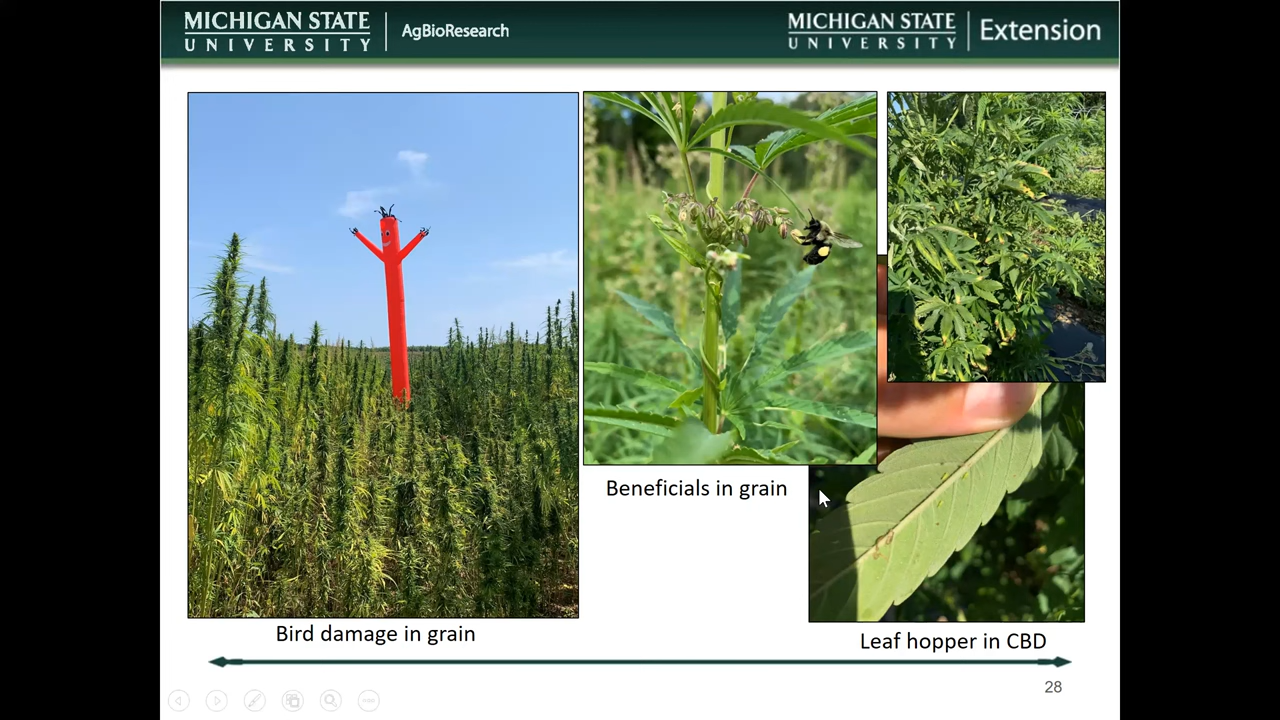 MICHIGAN STATE
UNIVERSITY
AgBioResearch
MICHIGAN STATE
UNIVERSITY
Extension
Beneficials in grain
Bird damage in grain
Leaf hopper in CBD
28